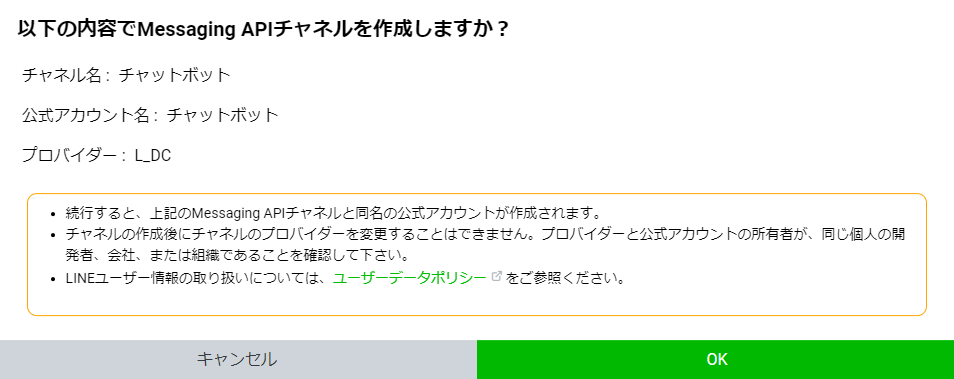 以下の内容でMessaging APIチャネルを作成しますか？
チャネル名： チャットボット
公式アカウント名： チャットボット
プロバイダー： L_DC
• 続行すると、上記のMessaging APIチャネルと同名の公式アカウントが作成されます。
• チャネルの作成後にチャネルのプロバイダーを変更することはできません。プロバイダーと公式アカウントの所有者が、同じ個人の開
発者、会社、または組織であることを確認して下さい。
• LINEユーザー情報の取り扱いについては、ユーザーデータポリシー をご参照ください。
キャンセル
OK